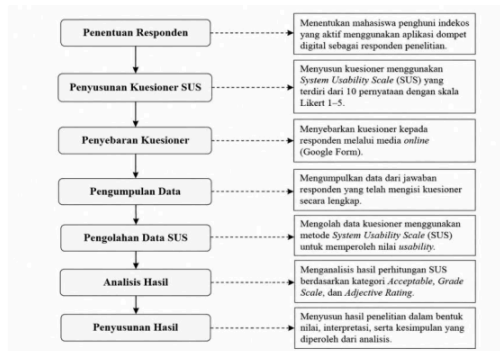 Penentuan Responden
Menentukan mahasiswa penghuni indekos
yang aktif menggunakan aplikasi dompet
digital sebagai responden penelitian.
Penyusunan Kuesioner SUS
Menyusun kuesioner menggunakan
System Usability Scale (SUS) yang
terdiri dari 10 pernyataan dengan skala
Likert 1–5.
Penyebaran Kuesioner
Menyebarkan kuesioner kepada
responden melalui media online
(Google Form).
Pengumpulan Data
Mengumpulkan data dari jawaban
responden yang telah mengisi kuesioner
secara lengkap.
Pengolahan Data SUS
Mengolah data kuesioner menggunakan
metode System Usability Scale (SUS)
untuk memperoleh nilai usability.
Analisis Hasil
Menganalisis hasil perhitungan SUS
berdasarkan kategori Acceptable, Grade
Scale, dan Adjective Rating.
Penyusunan Hasil
Menyusun hasil penelitian dalam bentuk
nilai, interpretasi, serta kesimpulan yang
diperoleh dari analisis.